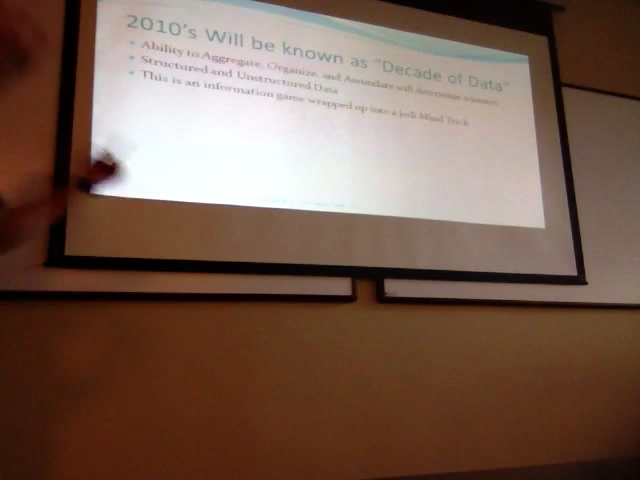 2010's Will be known as "Decade of Data"
Ability to Aggregate, Organize, and Assimilate will determine winners
Structured and Unstructured Data
This is an information game wrapped up into a Jedi Mind Trick